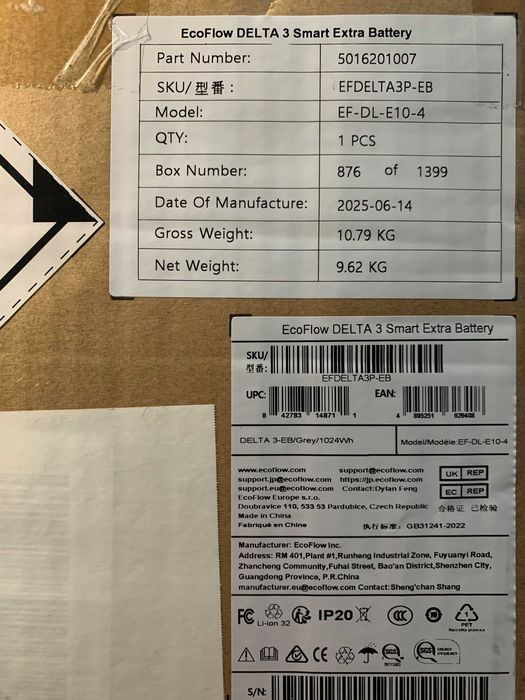 EcoFlow DELTA 3 Smart Extra Battery
Part Number: 5016201007
SKU/型番: EFDELTA3P-EB
Model: EF-DL-E10-4
QTY: 1 PCS
Box Number: 876 of 1399
Date Of Manufacture: 2025-06-14
Gross Weight: 10.79 KG
Net Weight: 9.62 KG
EcoFlow DELTA 3 Smart Extra Battery
SKU/
型番:
EFDELTA3P-EB
UPC: EAN:
8 42783 14871 1 4 895251 626408
DELTA 3-EB/Grey/1024Wh Model/Modèle:EF-DL-E10-4
www.ecoflow.com support@ecoflow.com
support.jp@ecoflow.com https://jp.ecoflow.com
support.eu@ecoflow.com Contact:Dylan Feng
UK REP
EcoFlow Europe s.r.o.
EC REP
Doubravice 110, 533 53 Pardubice, Czech Republic 合格证 已检验
Made in China
Fabriqué en Chine 执行标准: GB31241-2022
Manufacturer: EcoFlow Inc.
Address: RM 401,Plant #1,Runheng Industrial Zone, Fuyuanyi Road,
Zhancheng Community,Fuhai Street, Bao'an District,Shenzhen City,
Guangdong Province, P.R.China
manufacturer.eu@ecoflow.com Contact:Sheng'chan Shang
FC Li-ion 32 IP20 CCC 1 PET
CE SGS SGS ENERGY EFFICIENCY
S/N: